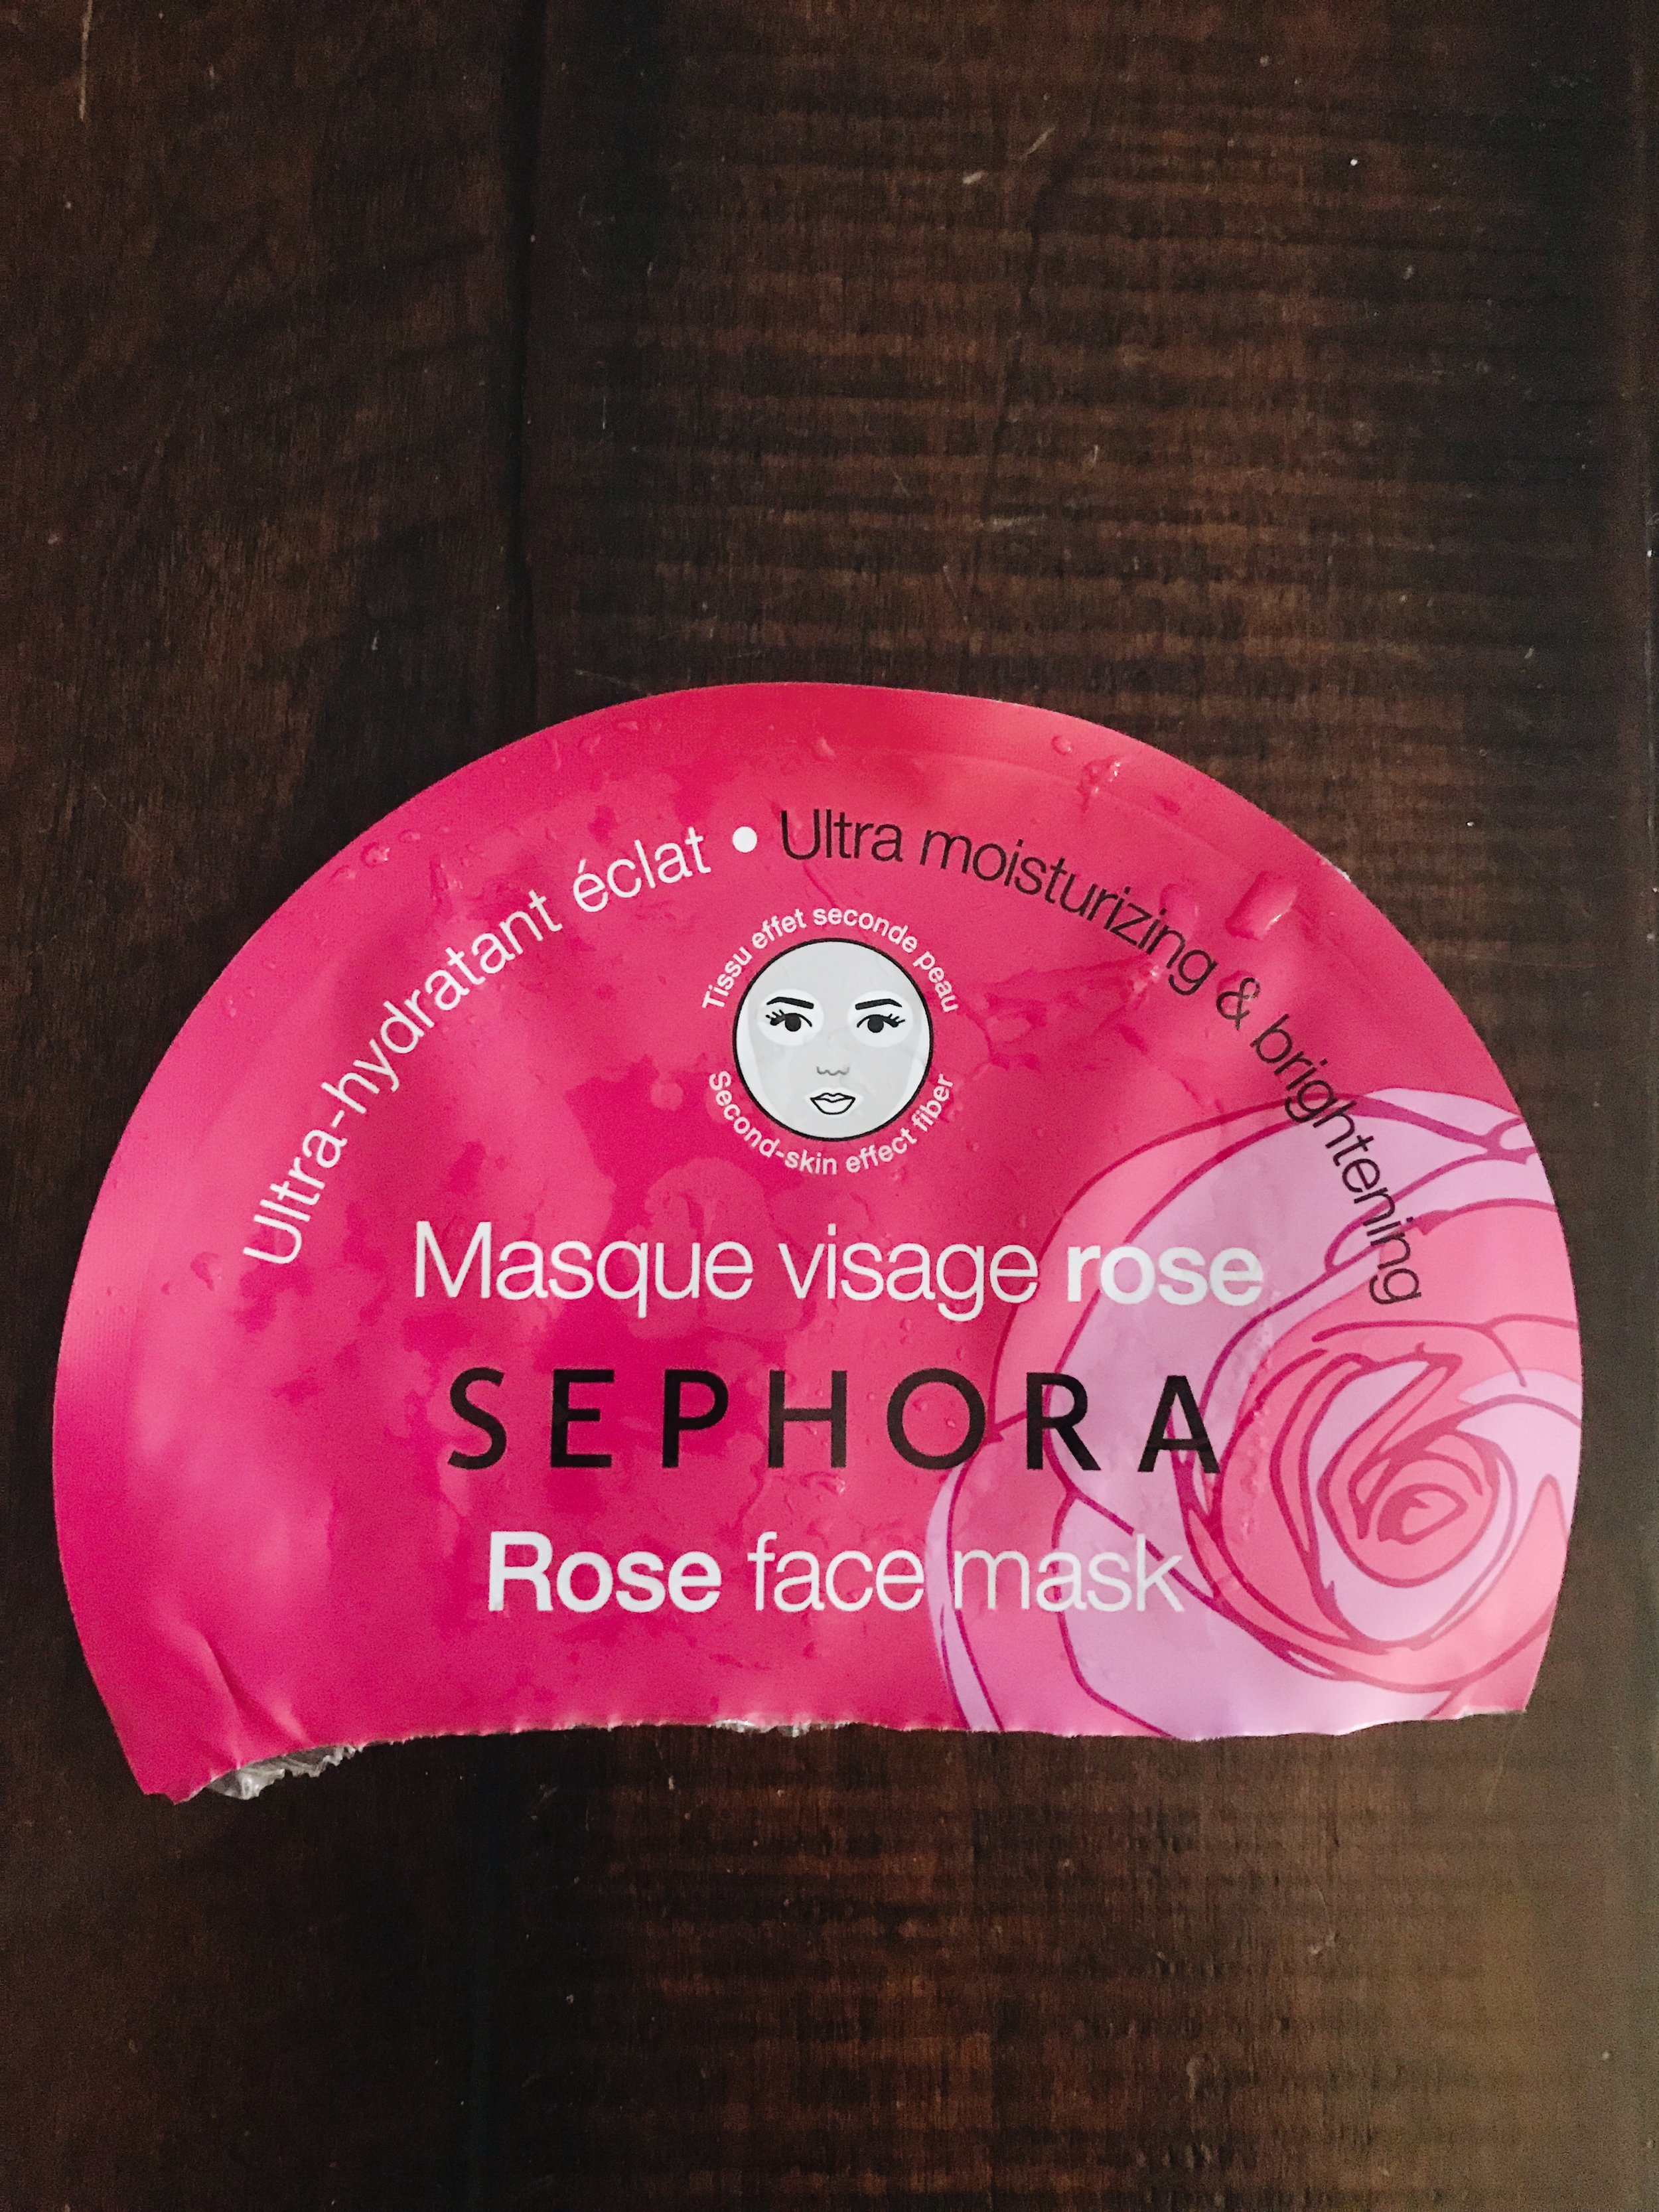 Ultra-hydratant éclat • Ultra moisturizing & brightening
Tissu effet seconde peau
Second-skin effect fiber
Masque visage rose
SEPHORA
Rose face mask